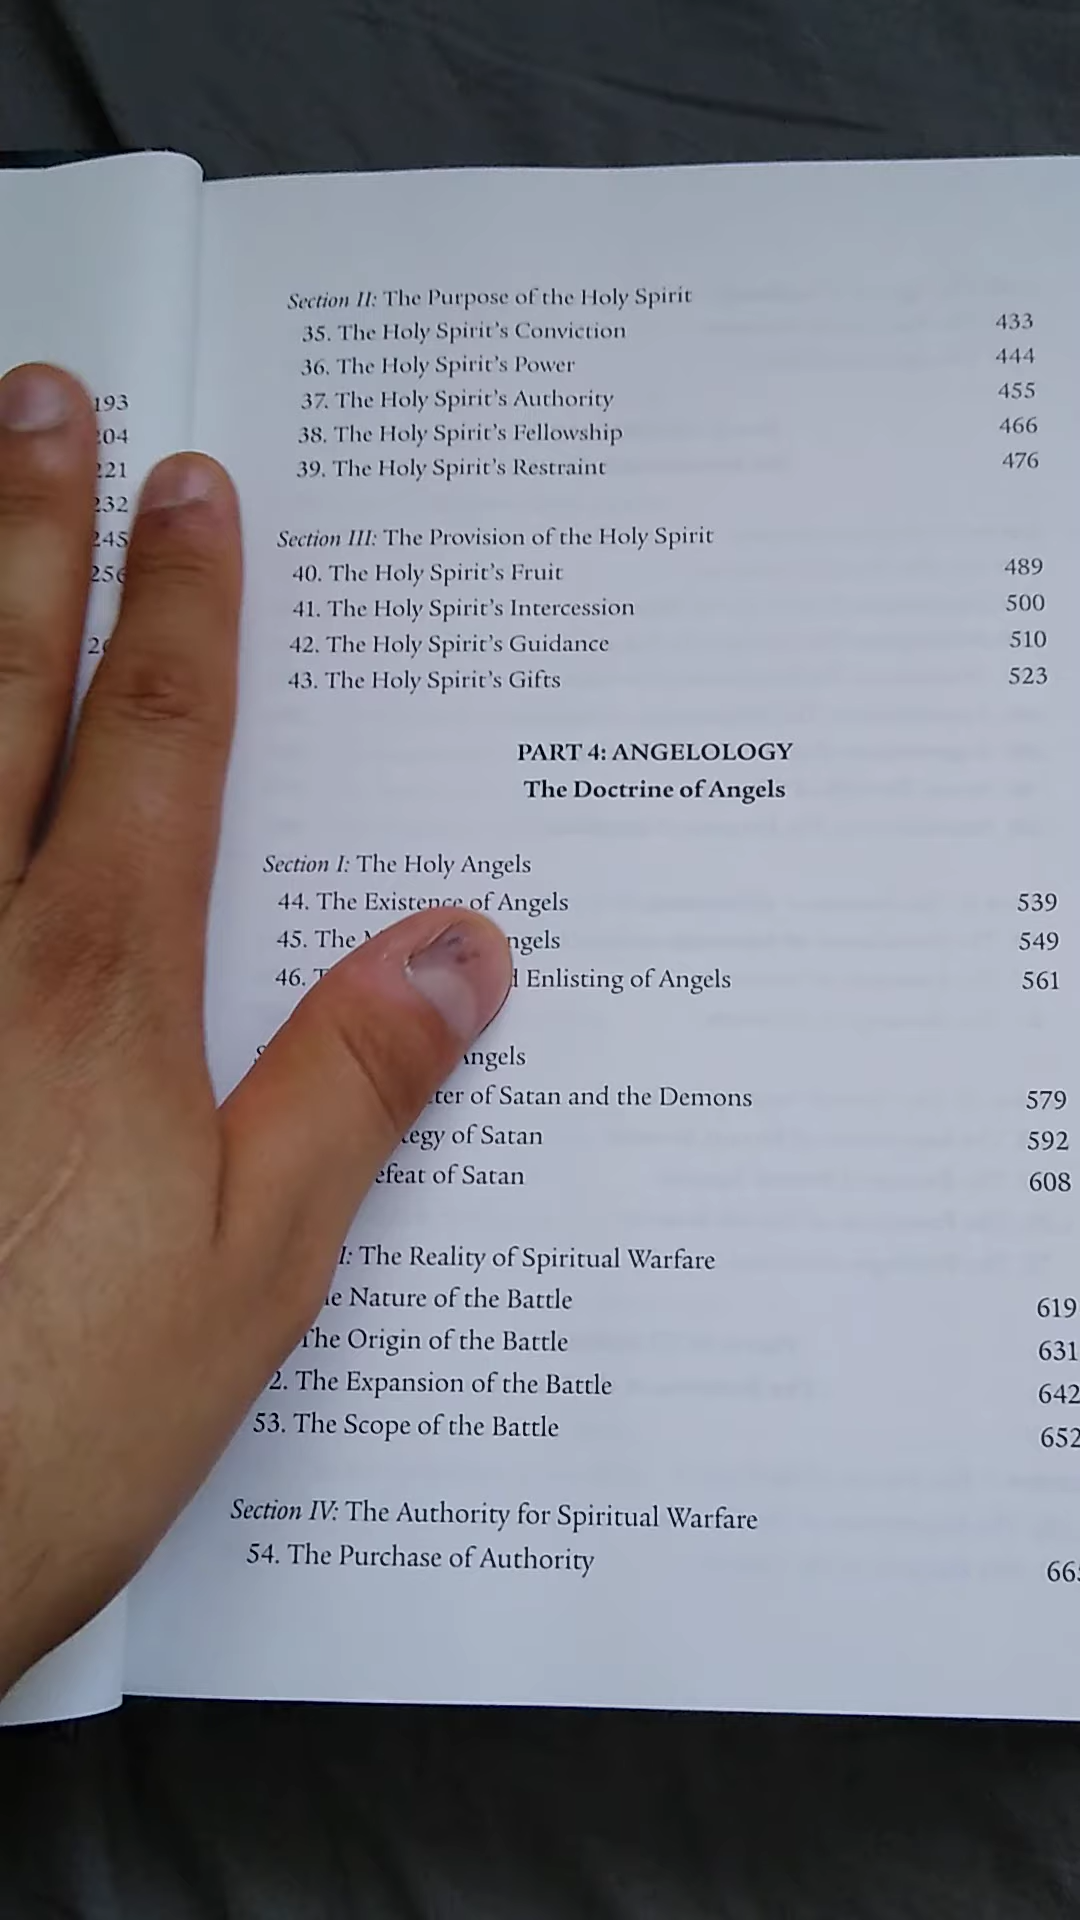 193
204
221
232
245
256
Section II: The Purpose of the Holy Spirit
35. The Holy Spirit's Conviction 433
36. The Holy Spirit's Power 444
37. The Holy Spirit's Authority 455
38. The Holy Spirit's Fellowship 466
39. The Holy Spirit's Restraint 476
Section III: The Provision of the Holy Spirit
40. The Holy Spirit's Fruit 489
41. The Holy Spirit's Intercession 500
42. The Holy Spirit's Guidance 510
43. The Holy Spirit's Gifts 523
PART 4: ANGELOLOGY
The Doctrine of Angels
Section I: The Holy Angels
44. The Existence of Angels 539
45. The Angels 549
46. Enlisting of Angels 561
Angels
of Satan and the Demons 579
of Satan 592
of Satan 608
The Reality of Spiritual Warfare
Nature of the Battle 619
The Origin of the Battle 631
The Expansion of the Battle 642
53. The Scope of the Battle 652
Section IV: The Authority for Spiritual Warfare
54. The Purchase of Authority